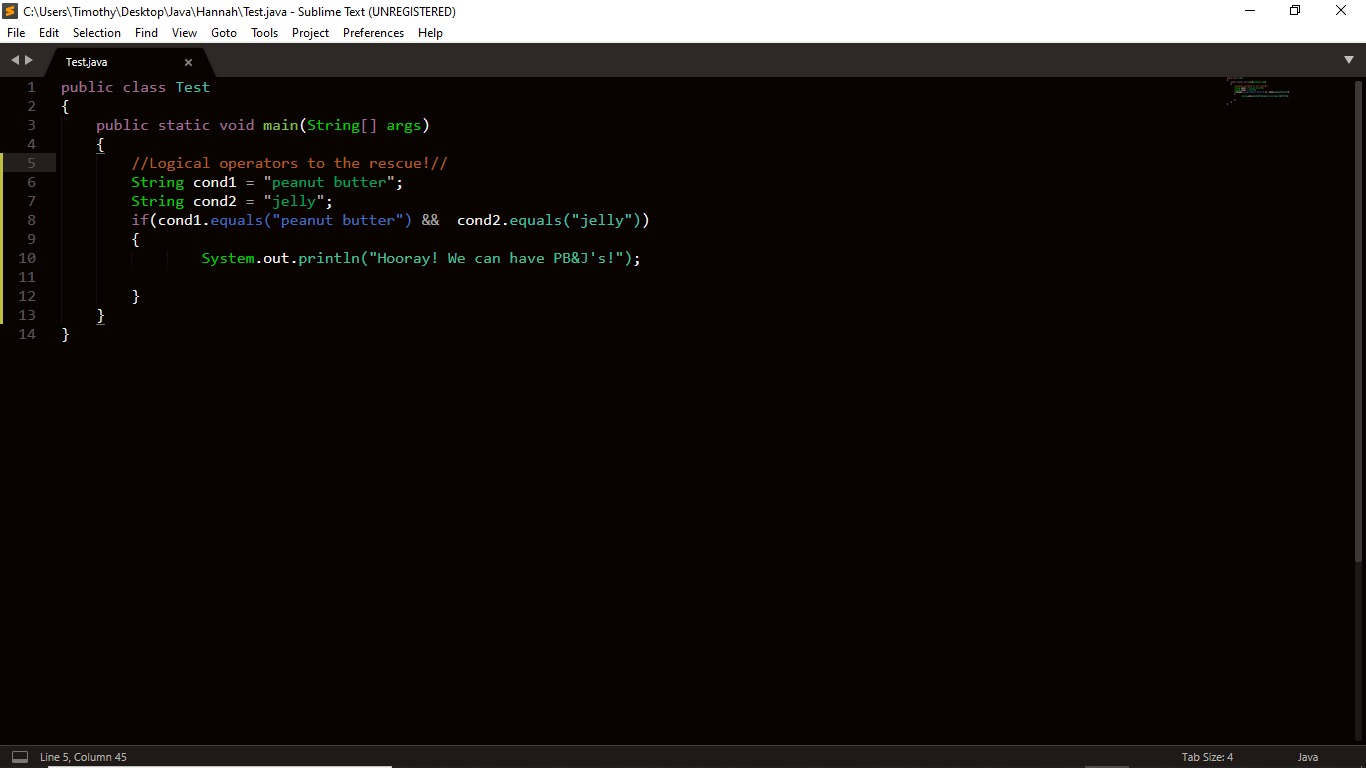 C:\Users\Timothy\Desktop\Java\Hannah\Test.java - Sublime Text (UNREGISTERED)
File Edit Selection Find View Goto Tools Project Preferences Help
Test.java
1 public class Test
2 {
3 public static void main(String[] args)
4 {
5 //Logical operators to the rescue!//
6 String cond1 = "peanut butter";
7 String cond2 = "jelly";
8 if(cond1.equals("peanut butter") &&  cond2.equals("jelly"))
9 {
10 System.out.println("Hooray! We can have PB&J's!");
11
12 }
13 }
14 }
Line 5, Column 45 Tab Size: 4 Java